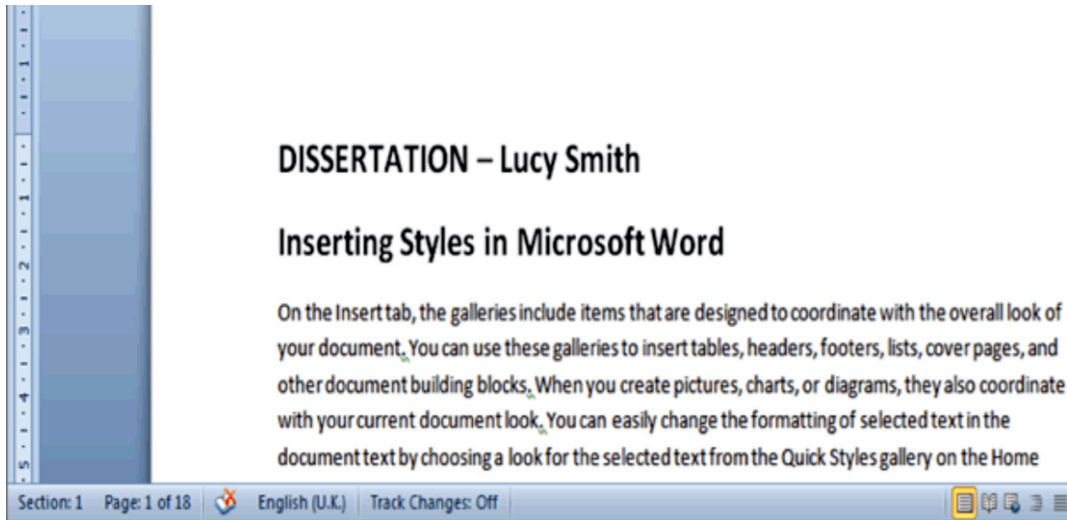 DISSERTATION – Lucy Smith
Inserting Styles in Microsoft Word
On the Insert tab, the galleries include items that are designed to coordinate with the overall look of
your document. You can use these galleries to insert tables, headers, footers, lists, cover pages, and
other document building blocks. When you create pictures, charts, or diagrams, they also coordinate
with your current document look. You can easily change the formatting of selected text in the
document text by choosing a look for the selected text from the Quick Styles gallery on the Home
Section: 1 Page: 1 of 18 English (U.K.) Track Changes: Off